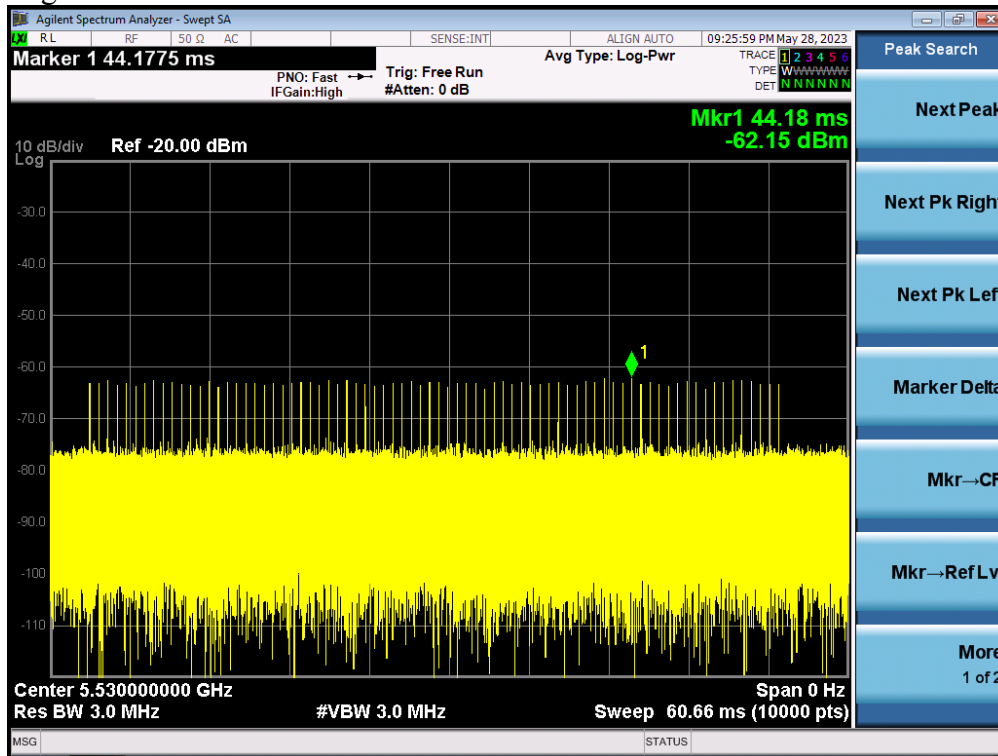 Agilent Spectrum Analyzer - Swept SA
LXI RL RF 50 Ω AC SENSE:INT ALIGN AUTO 09:25:59 PM May 28, 2023
Marker 1 44.1775 ms
PNO: Fast
IFGain:High
Trig: Free Run
#Atten: 0 dB
Avg Type: Log-Pwr
TRACE 1 2 3 4 5 6
TYPE W
DET N N N N N N
Mkr1 44.18 ms
-62.15 dBm
10 dB/div
Log
Ref -20.00 dBm
-30.0
-40.0
-50.0
-60.0
-70.0
-80.0
-90.0
-100
-110
1
Center 5.530000000 GHz
Span 0 Hz
Res BW 3.0 MHz
#VBW 3.0 MHz
Sweep 60.66 ms (10000 pts)
MSG
STATUS
Peak Search
Next Peak
Next Pk Right
Next Pk Lef
Marker Delta
Mkr→CF
Mkr→Ref Lv
More
1 of 2